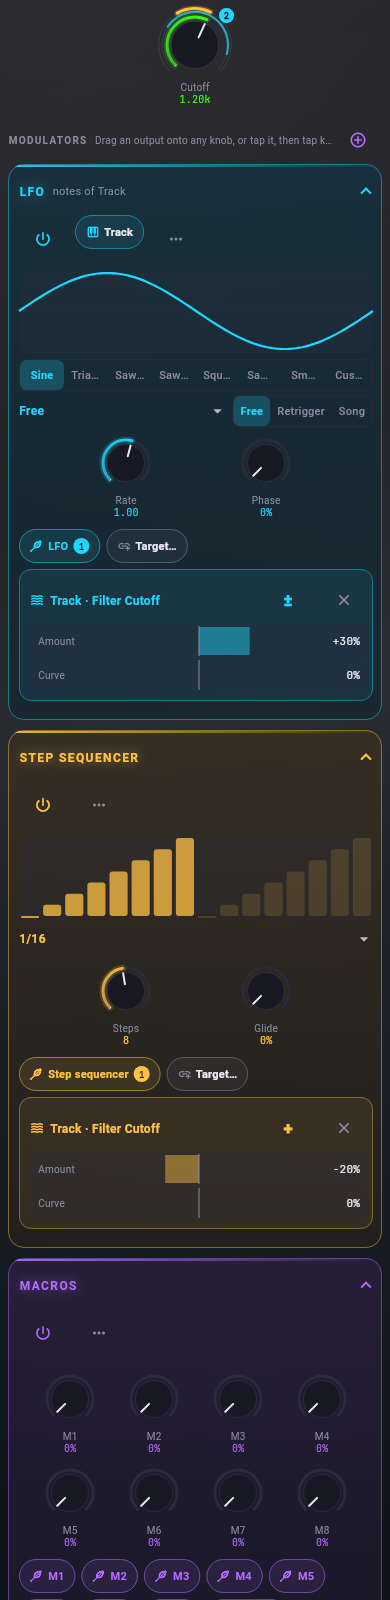 2
Cutoff
1.20k
MODULATORS Drag an output onto any knob, or tap it, then tap k...
LFO notes of Track
Track
Sine Tria... Saw... Saw... Squ... Sa... Sm... Cus...
Free Free Retrigger Song
Rate Phase
1.00 0%
LFO 1 Target...
Track · Filter Cutoff ±
Amount +30%
Curve 0%
STEP SEQUENCER
1/16
Steps Glide
8 0%
Step sequencer 1 Target...
Track · Filter Cutoff +
Amount -20%
Curve 0%
MACROS
M1 M2 M3 M4
0% 0% 0% 0%
M5 M6 M7 M8
0% 0% 0% 0%
M1 M2 M3 M4 M5